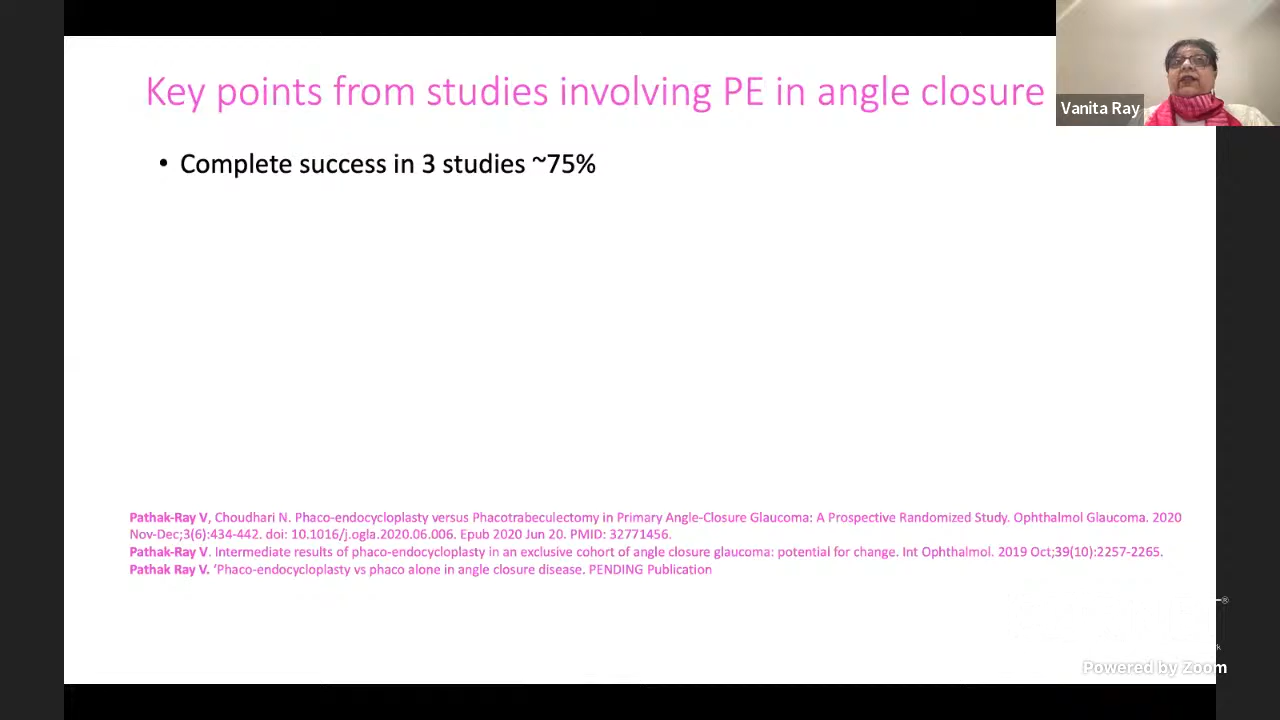 Key points from studies involving PE in angle closure
Vanita Ray
• Complete success in 3 studies ~75%
Pathak-Ray V, Choudhari N. Phaco-endocycloplasty versus Phacotrabeculectomy in Primary Angle-Closure Glaucoma: A Prospective Randomized Study. Ophthalmol Glaucoma. 2020
Nov-Dec;3(6):434-442. doi: 10.1016/j.ogla.2020.06.006. Epub 2020 Jun 20. PMID: 32771456.
Pathak-Ray V. Intermediate results of phaco-endocycloplasty in an exclusive cohort of angle closure glaucoma: potential for change. Int Ophthalmol. 2019 Oct;39(10):2257-2265.
Pathak Ray V. ‘Phaco-endocycloplasty vs phaco alone in angle closure disease. PENDING Publication
®
k
Powered by Zoom